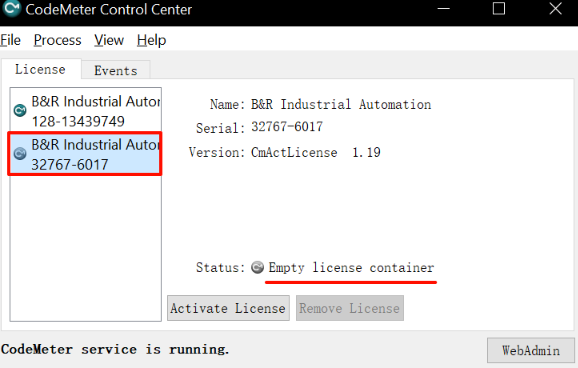 CodeMeter Control Center
File Process View Help
License Events
B&R Industrial Autor
128-13439749
B&R Industrial Autor
32767-6017
Name: B&R Industrial Automation
Serial: 32767-6017
Version: CmActLicense 1.19
Status: Empty license container
Activate License Remove License
CodeMeter service is running.
WebAdmin